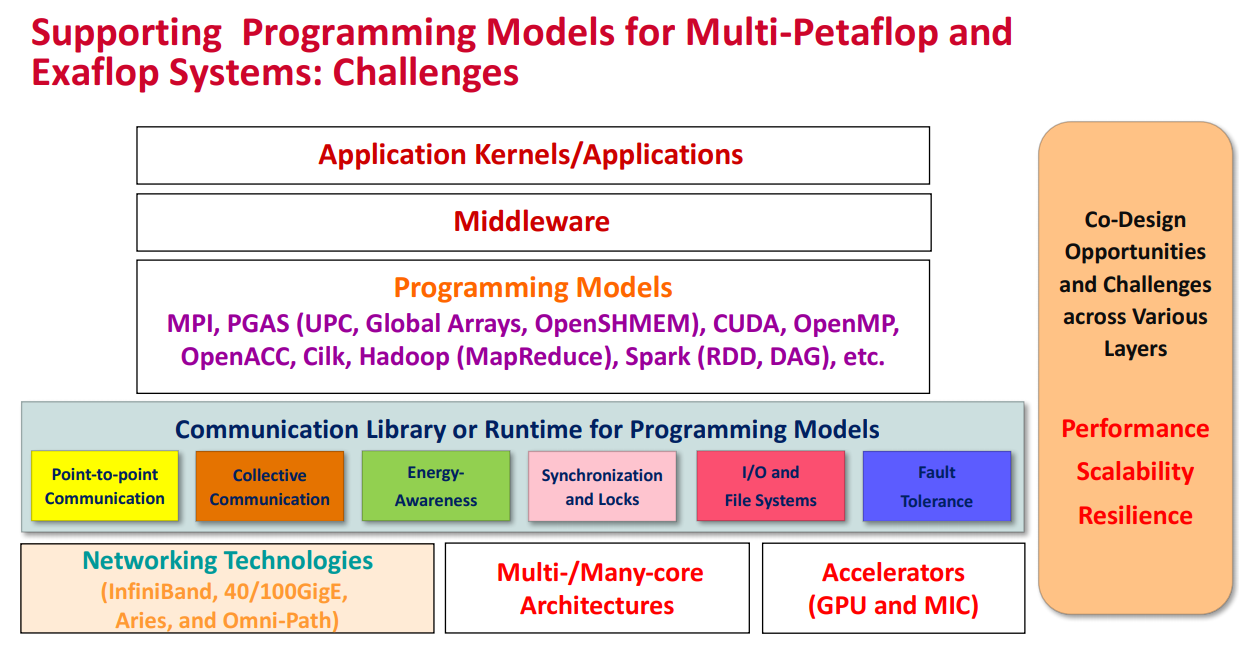 Supporting Programming Models for Multi-Petaflop and
Exaflop Systems: Challenges
Application Kernels/Applications
Middleware
Programming Models
MPI, PGAS (UPC, Global Arrays, OpenSHMEM), CUDA, OpenMP,
OpenACC, Cilk, Hadoop (MapReduce), Spark (RDD, DAG), etc.
Communication Library or Runtime for Programming Models
Point-to-point
Communication
Collective
Communication
Energy-
Awareness
Synchronization
and Locks
I/O and
File Systems
Fault
Tolerance
Networking Technologies
(InfiniBand, 40/100GigE,
Aries, and Omni-Path)
Multi-/Many-core
Architectures
Accelerators
(GPU and MIC)
Co-Design
Opportunities
and Challenges
across Various
Layers
Performance
Scalability
Resilience